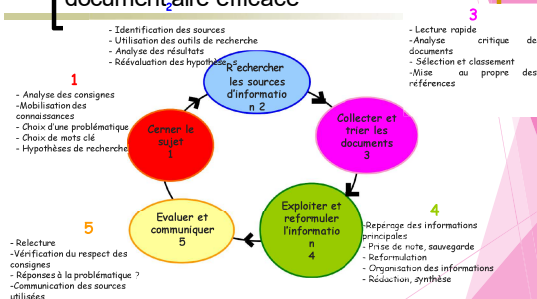 documentaire efficace
2
- Identification des sources
- Utilisation des outils de recherche
- Analyse des résultats
- Réévaluation des hypothèses
3
- Lecture rapide
-Analyse critique de
documents
- Sélection et classement
-Mise au propre des
références
1
- Analyse des consignes
-Mobilisation des
connaissances
- Choix d'une problématique
- Choix de mots clé
- Hypothèses de recherche
Rechercher
les sources
d'informatio
n 2
Cerner le
sujet
1
Collecter et
trier les
documents
3
Exploiter et
reformuler
l'informatio
n
4
Evaluer et
communiquer
5
4
-Repérage des informations
principales
- Prise de note, sauvegarde
- Reformulation
- Organisation des informations
- Rédaction, synthèse
5
- Relecture
-Vérification du respect des
consignes
- Réponses à la problématique ?
-Communication des sources
utilisées